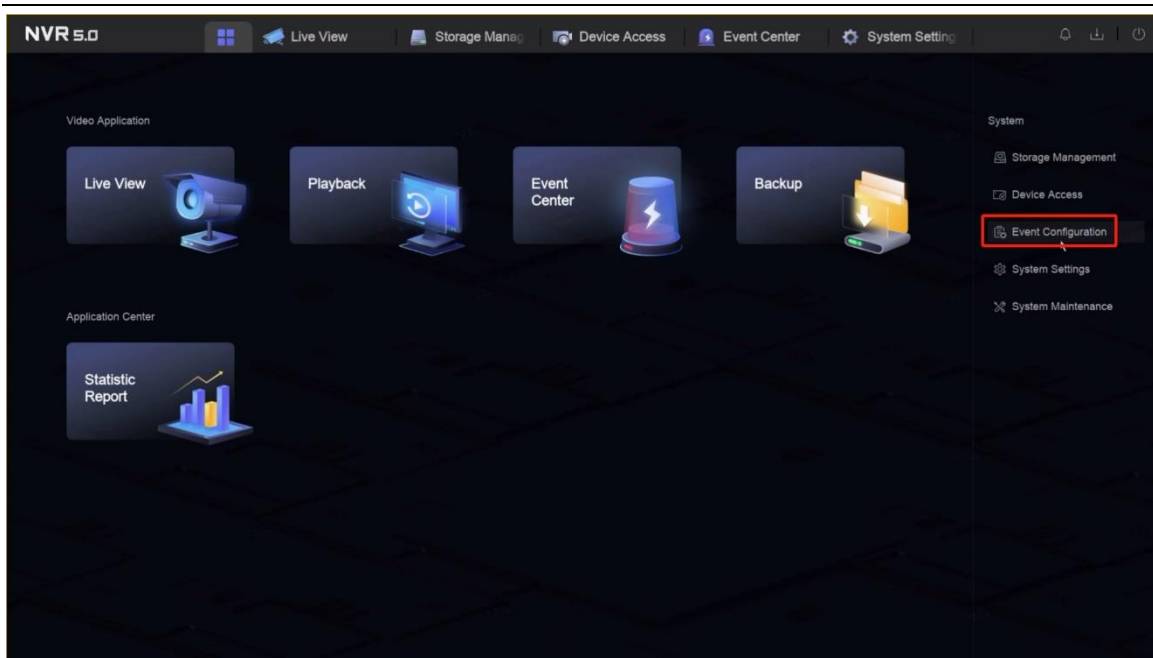 NVR 5.0
Live View
Storage Manag
Device Access
Event Center
System Setting
Video Application
Live View
Playback
Event
Center
Backup
Application Center
Statistic
Report
System
Storage Management
Device Access
Event Configuration
System Settings
System Maintenance